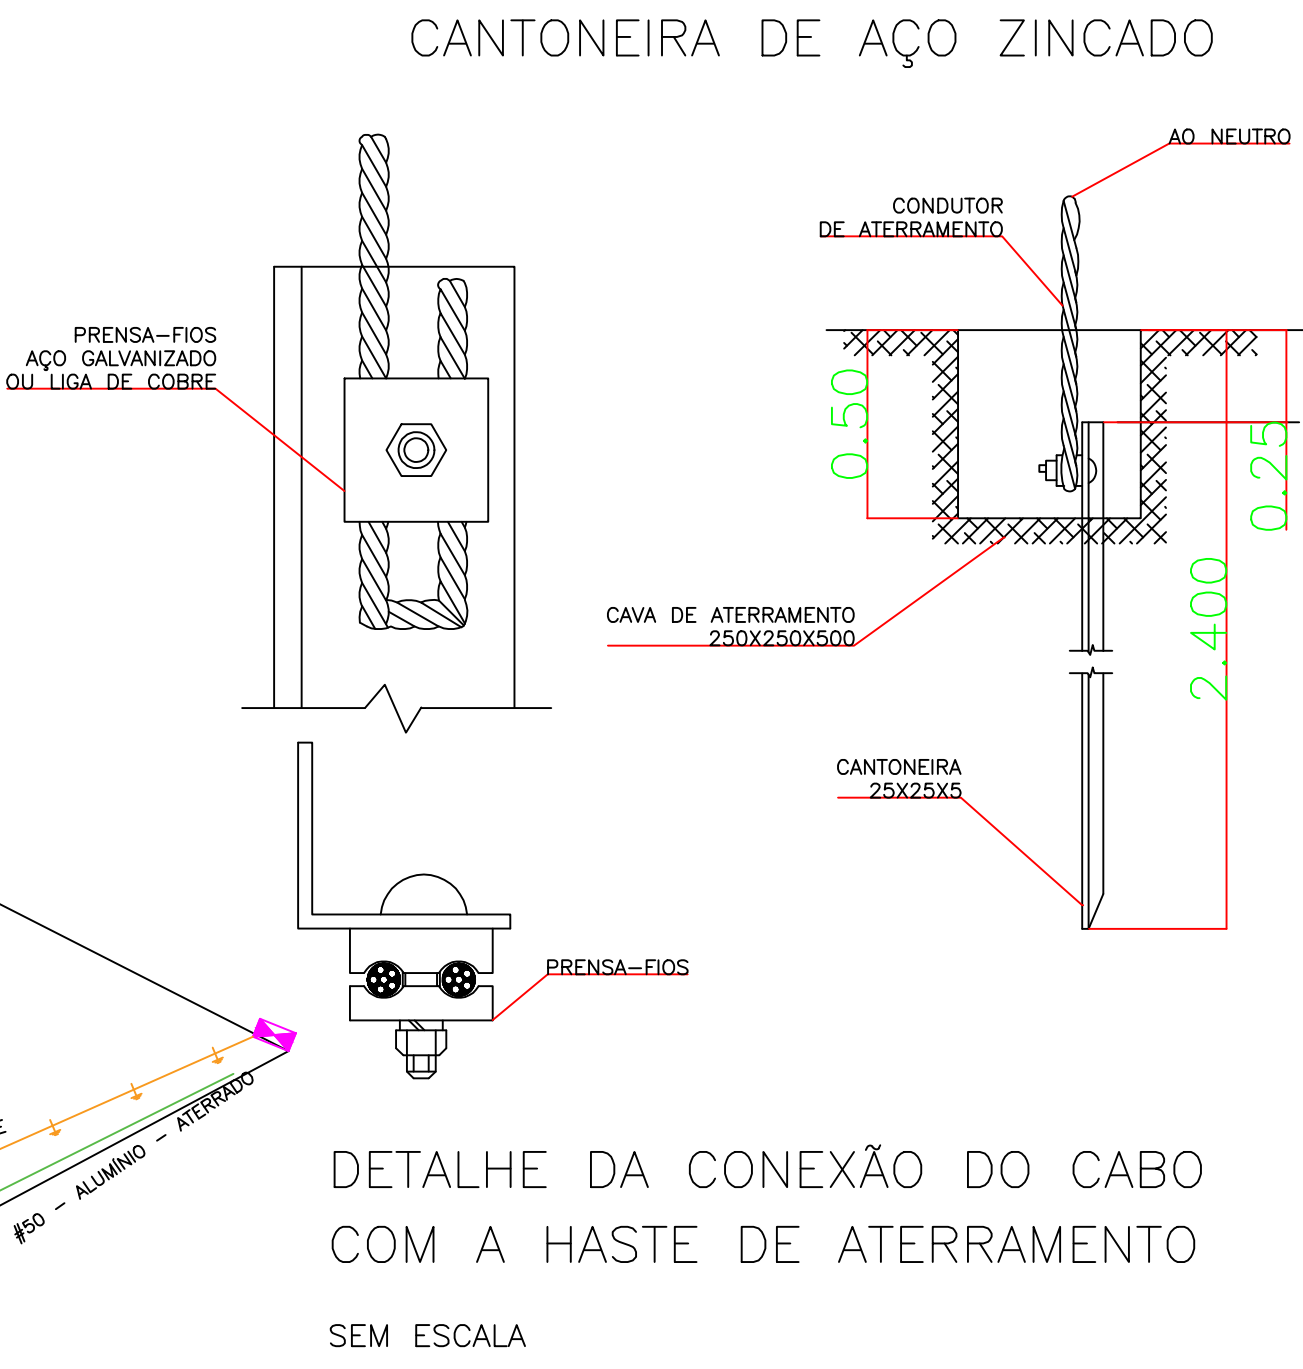 CANTONEIRA DE AÇO ZINCADO
AO NEUTRO
CONDUTOR
DE ATERRAMENTO
PRENSA-FIOS
AÇO GALVANIZADO
OU LIGA DE COBRE
0.50
0.25
2.400
CAVA DE ATERRAMENTO
250X250X500
CANTONEIRA
25X25X5
PRENSA-FIOS
E
#50 - ALUMÍNIO - ATERRADO
DETALHE DA CONEXÃO DO CABO
COM A HASTE DE ATERRAMENTO
SEM ESCALA